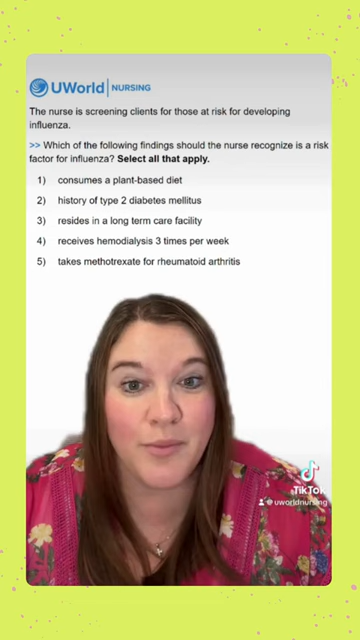 UWorld | NURSING
The nurse is screening clients for those at risk for developing
influenza.
>> Which of the following findings should the nurse recognize is a risk
factor for influenza? Select all that apply.
1) consumes a plant-based diet
2) history of type 2 diabetes mellitus
3) resides in a long term care facility
4) receives hemodialysis 3 times per week
5) takes methotrexate for rheumatoid arthritis
TikTok
uworldnursing